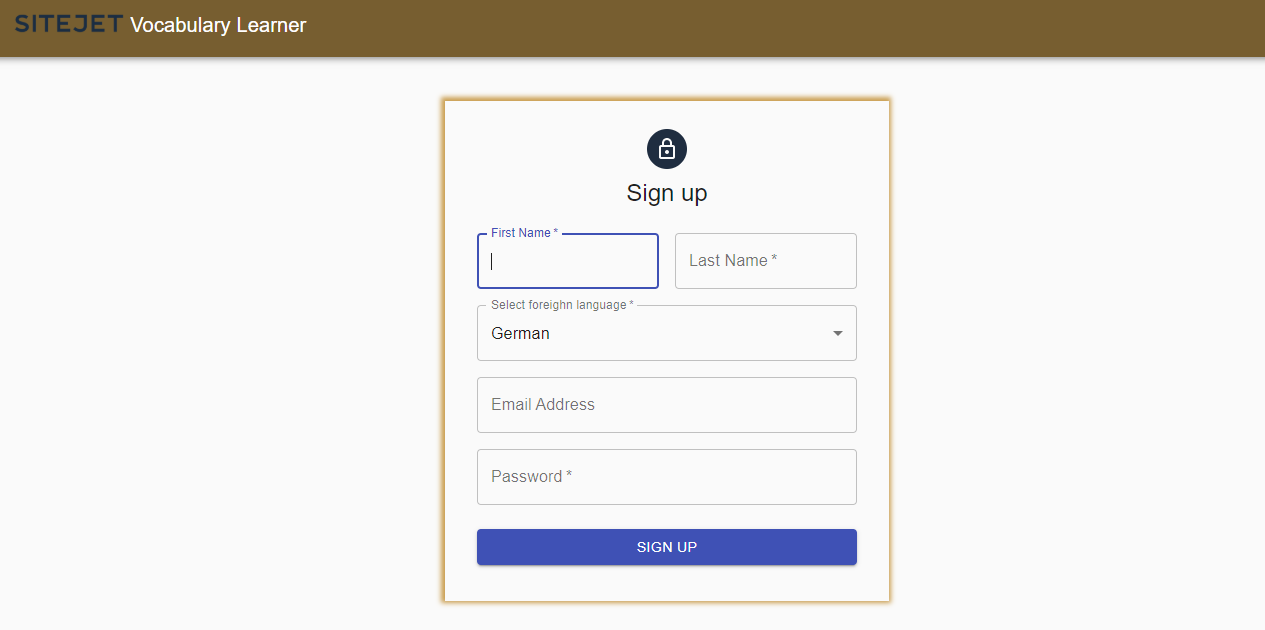 SITEJET Vocabulary Learner
Sign up
First Name *
Last Name *
Select foreighn language *
German
Email Address
Password *
SIGN UP